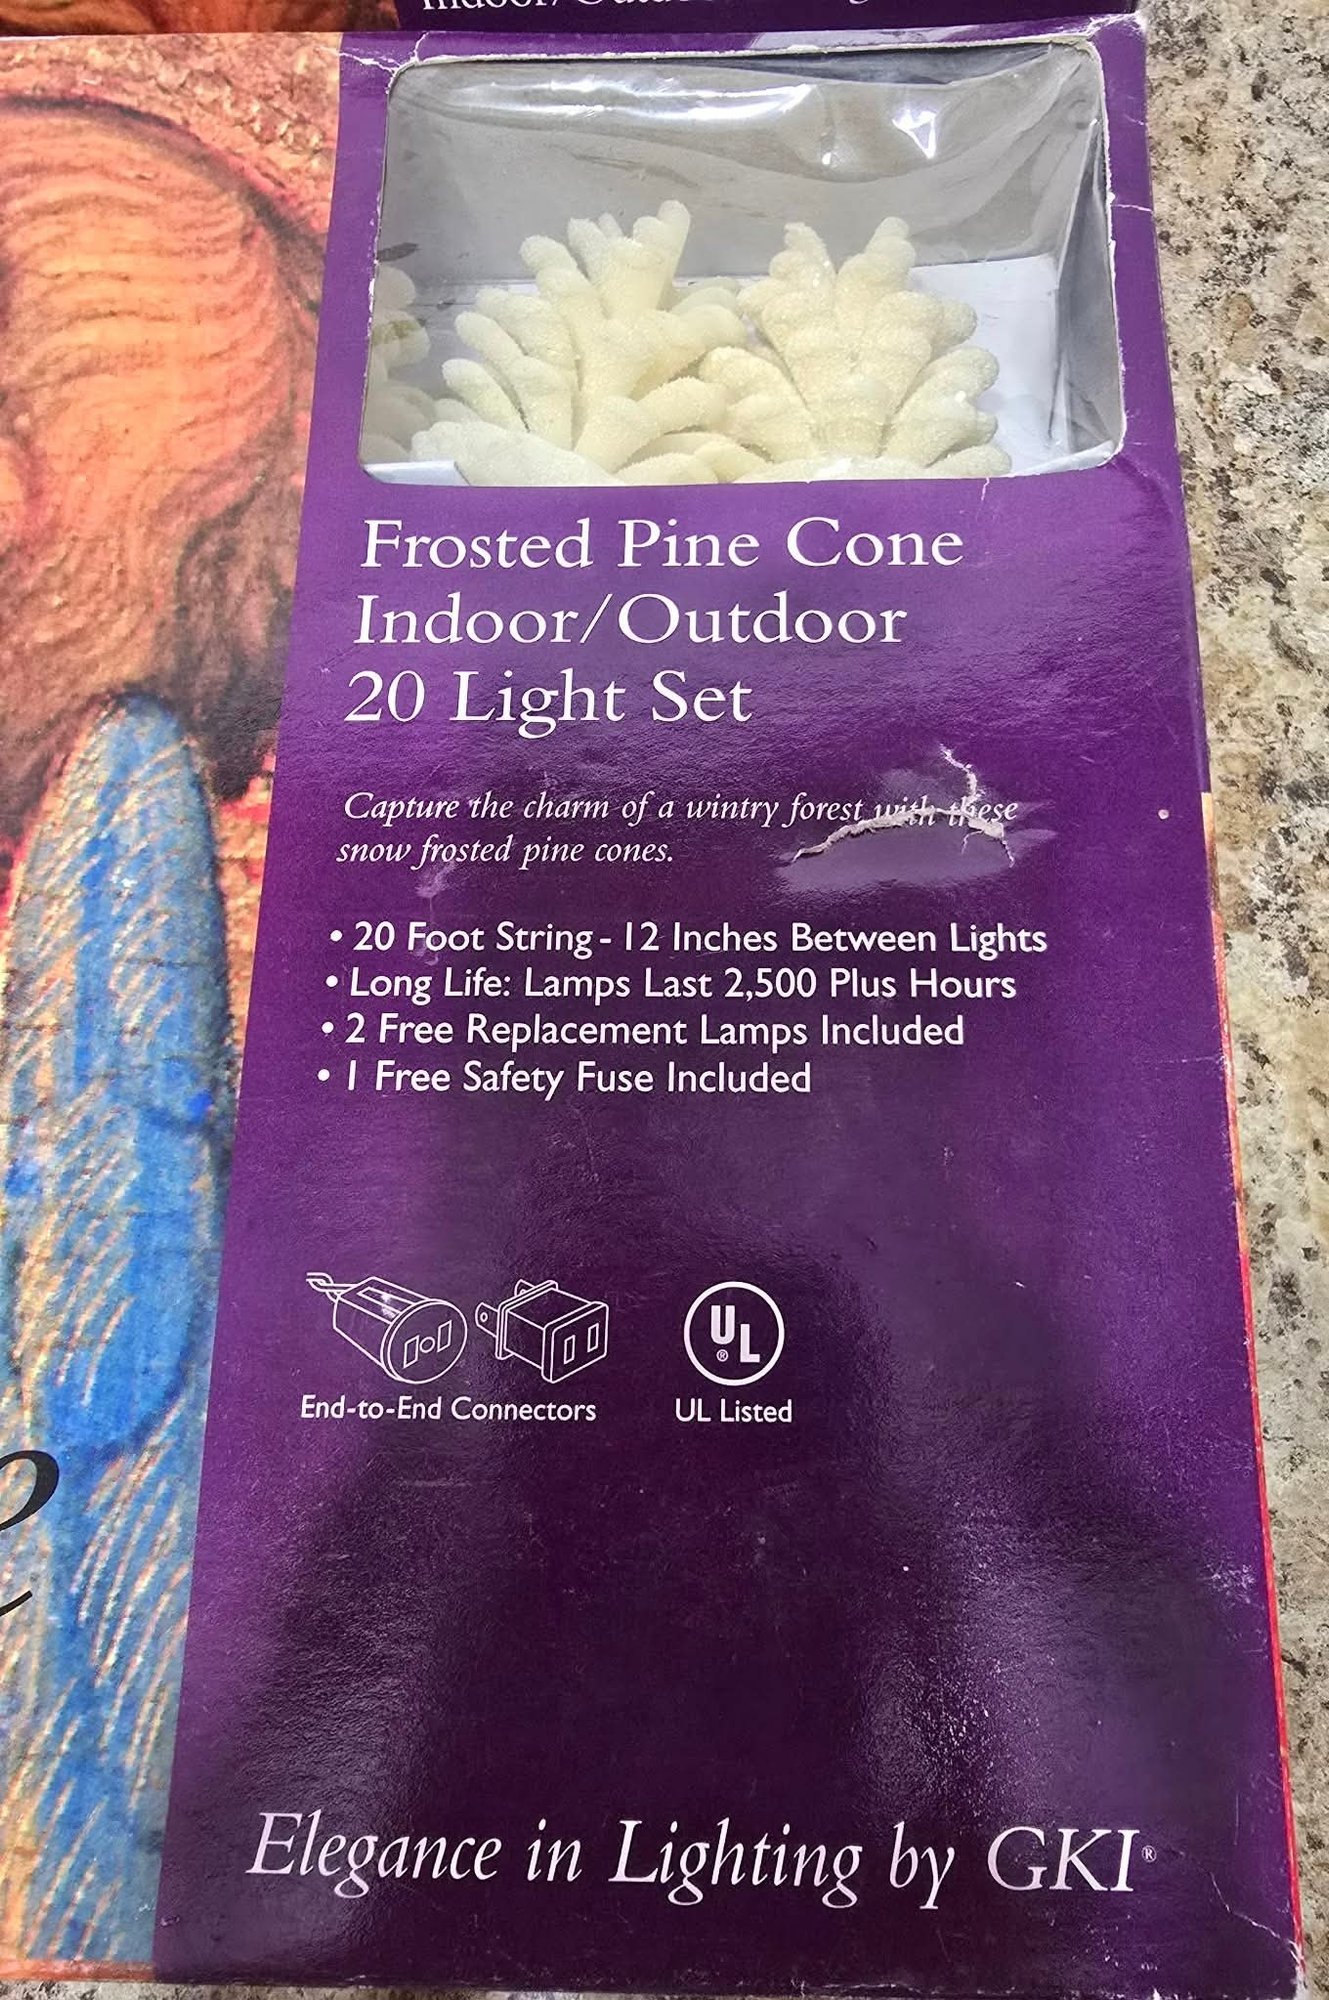 Indoor/
Frosted Pine Cone
Indoor/Outdoor
20 Light Set
Capture the charm of a wintry forest with these
snow frosted pine cones.
• 20 Foot String - 12 Inches Between Lights
• Long Life: Lamps Last 2,500 Plus Hours
• 2 Free Replacement Lamps Included
• 1 Free Safety Fuse Included
UL®
End-to-End Connectors
UL Listed
e
Elegance in Lighting by GKI®